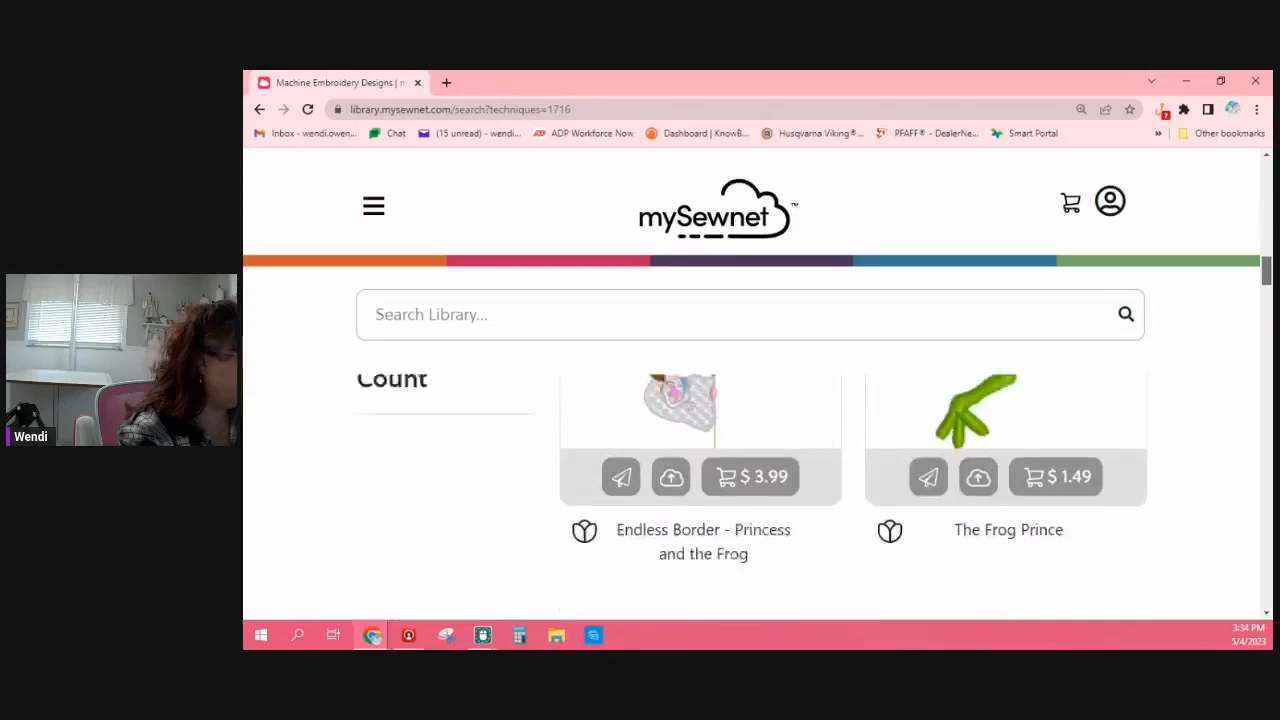 Machine Embroidery Designs | m
library.mysewnet.com/search?techniques=1716
Inbox - wendi.owen...
Chat
(15 unread) - wendi...
ADP Workforce Now
Dashboard | KnowB...
Husqvarna Viking®...
PFAFF® - DealerNe...
Smart Portal
»
Other bookmarks
mySewnet™
Search Library...
Count
$ 3.99
$ 1.49
Endless Border - Princess
and the Frog
The Frog Prince
Wendi
3:34 PM
5/4/2023